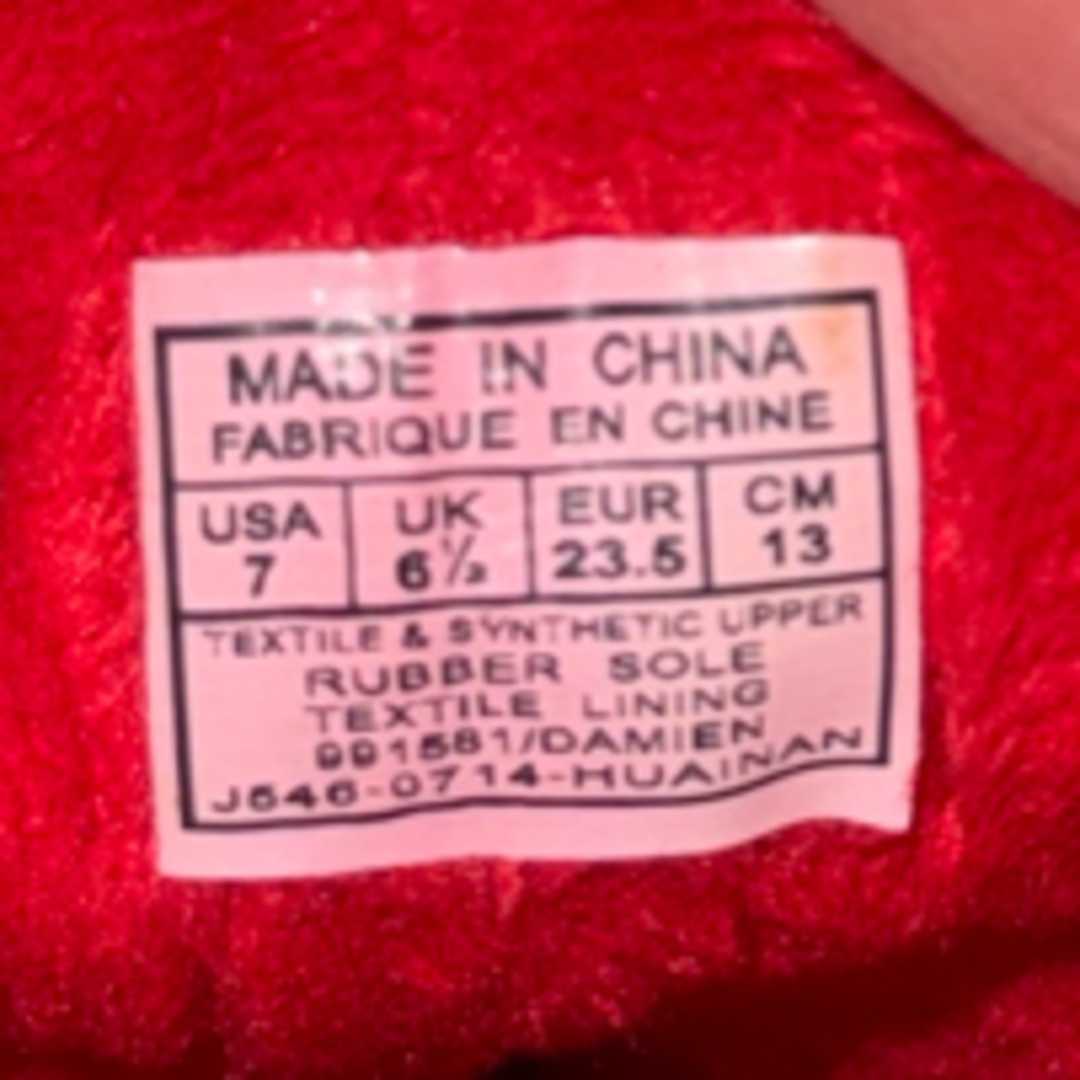 MADE IN CHINA
FABRIQUE EN CHINE
USA UK EUR CM
7 6½ 23.5 13
TEXTILE & SYNTHETIC UPPER
RUBBER SOLE
TEXTILE LINING
991581/DAMIEN
J546-0714-HUAINAN